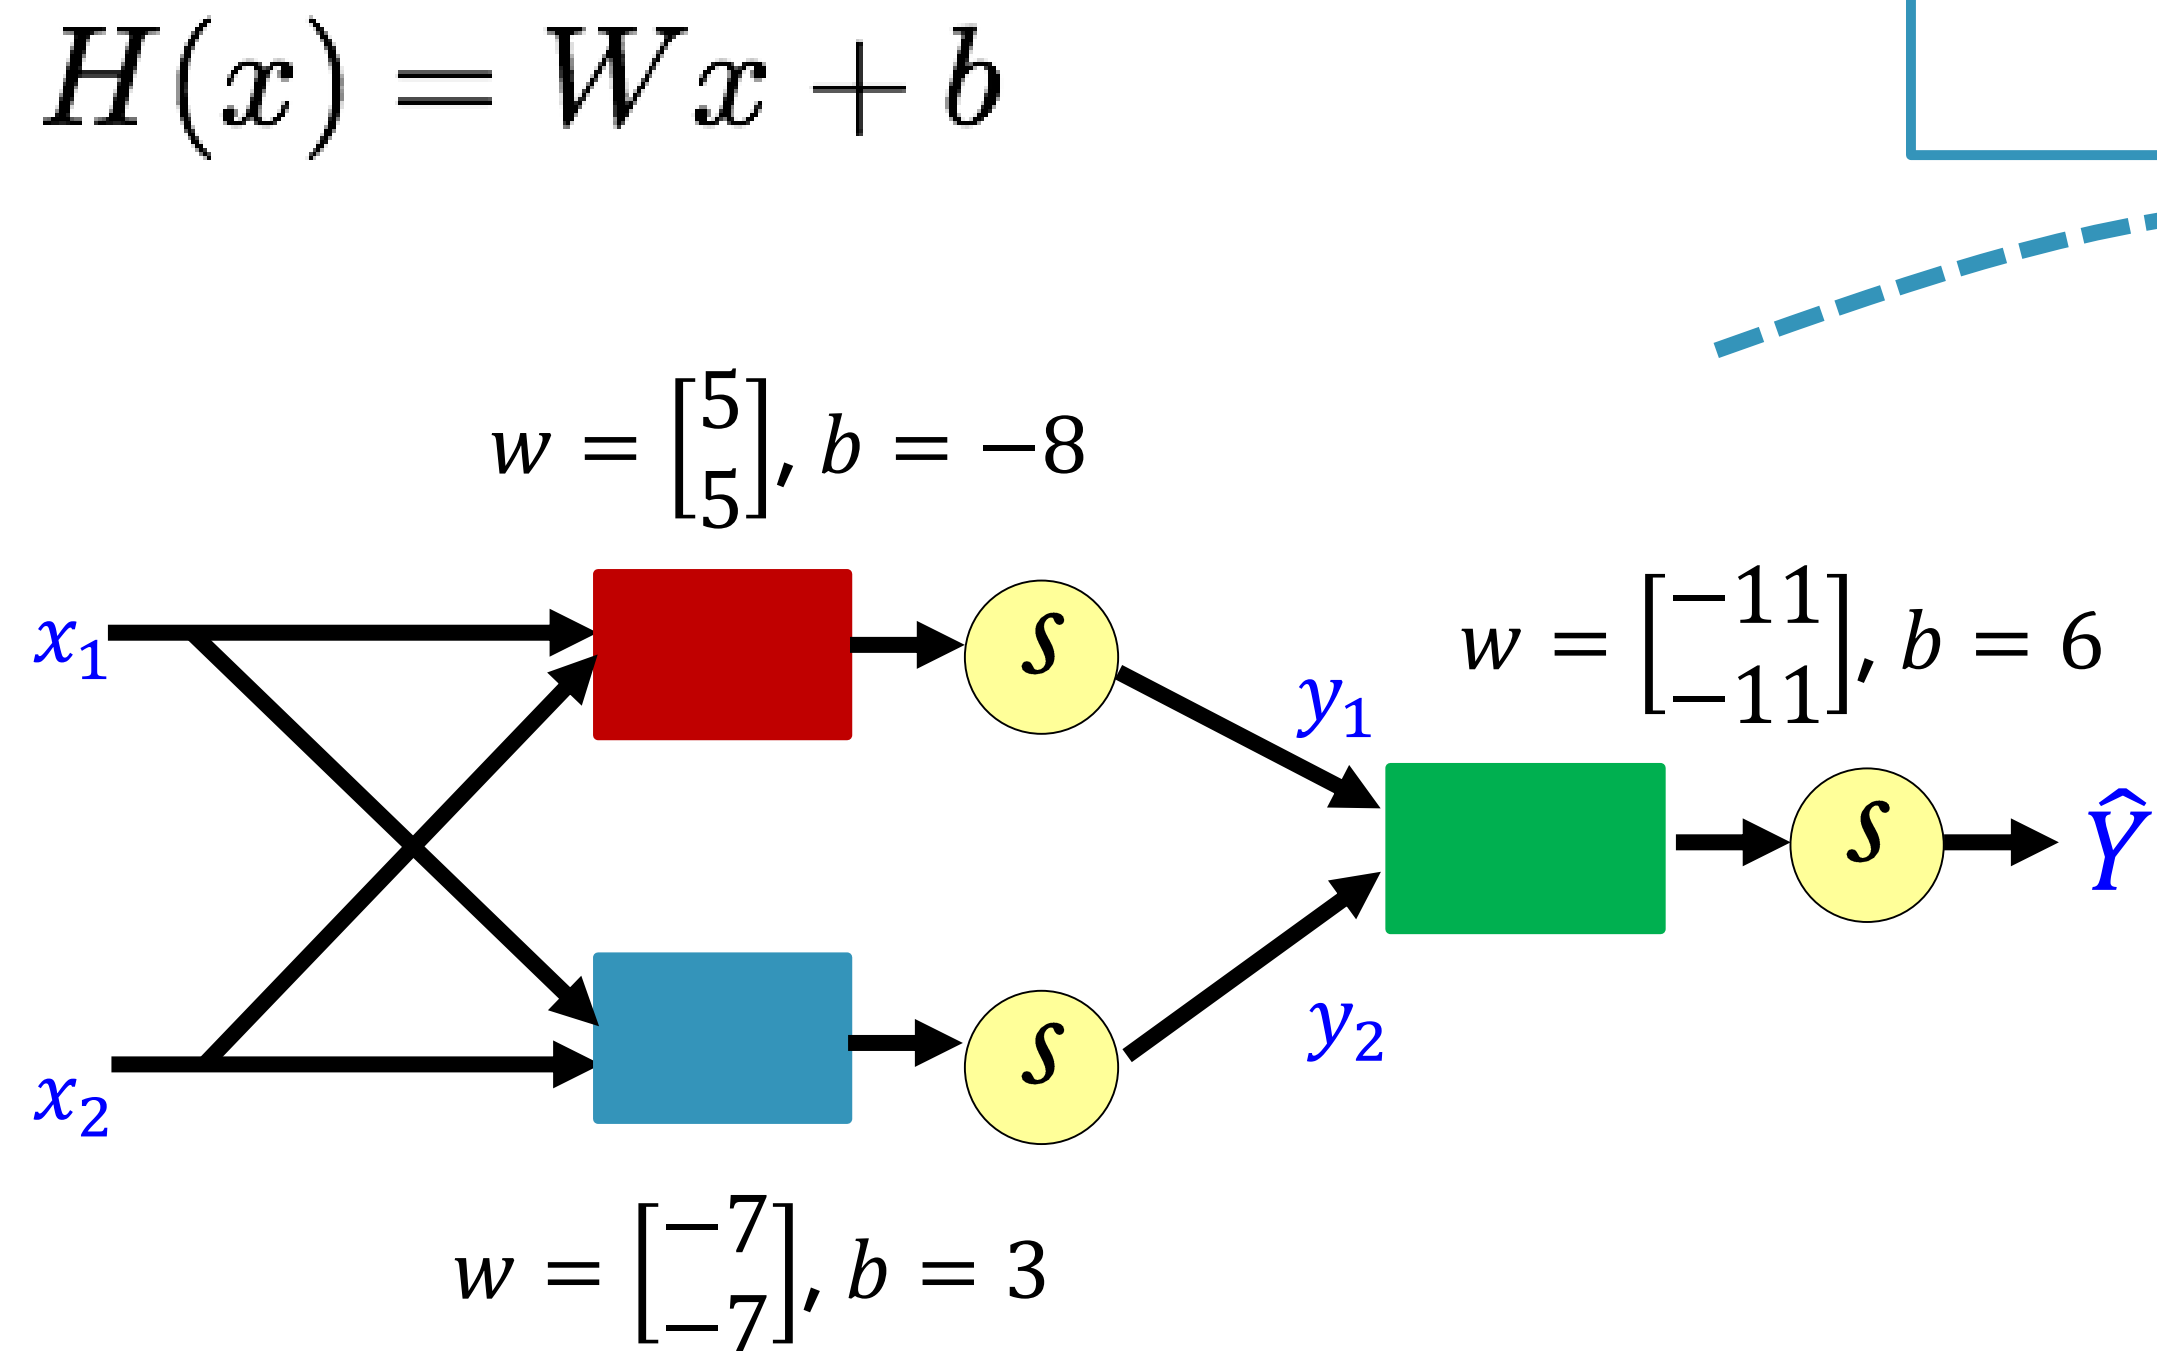 H(x) = Wx + b
w = [5 5], b = −8
w = [−11 −11], b = 6
x₁
S
y₁
S
Ŷ
x₂
S
y₂
w = [−7 −7], b = 3